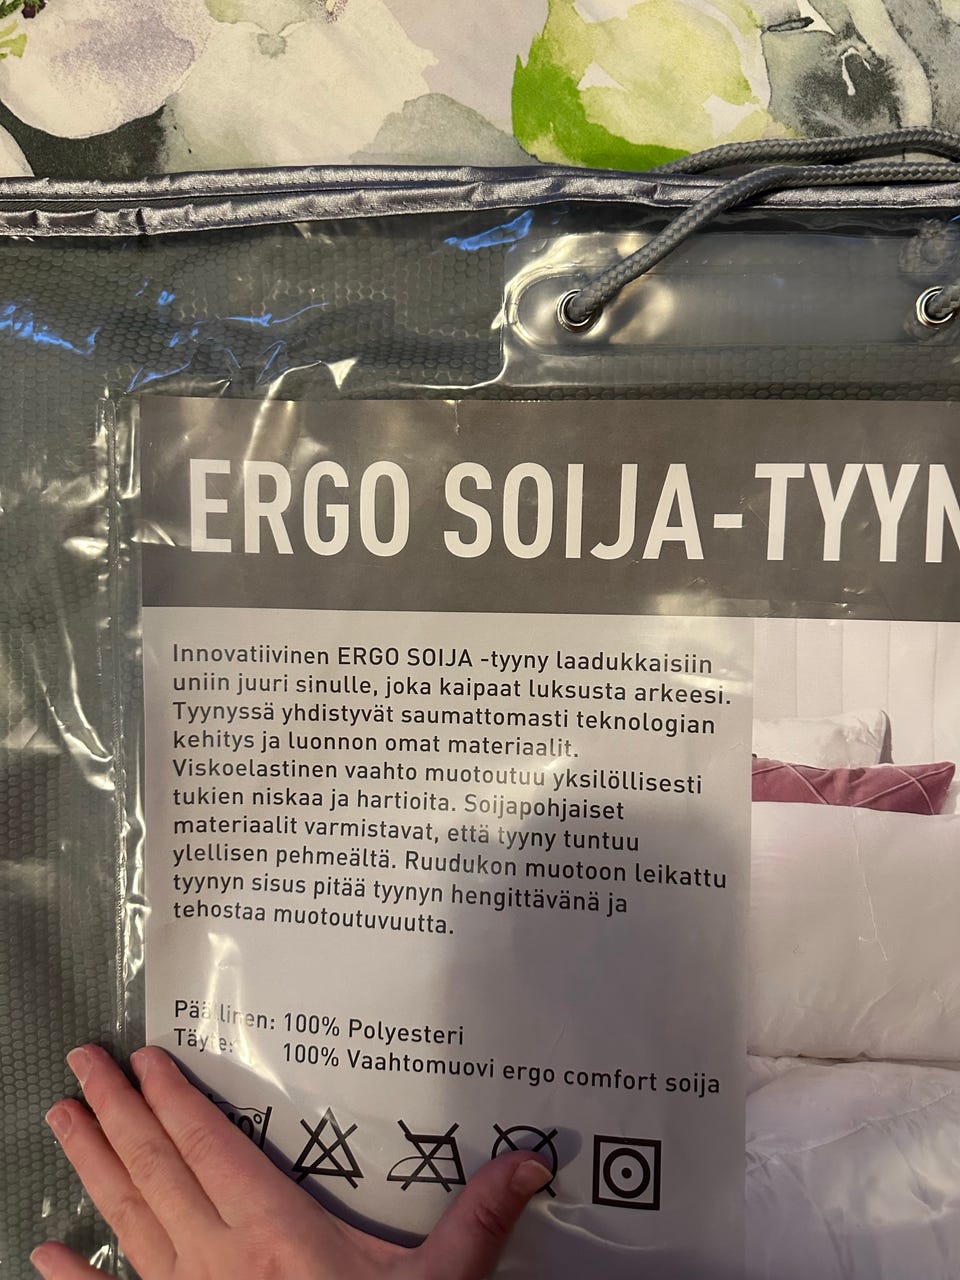 ERGO SOIJA-TYYN
Innovatiivinen ERGO SOIJA -tyyny laadukkaisiin
uniin juuri sinulle, joka kaipaat luksusta arkeesi.
Tyynyssä yhdistyvät saumattomasti teknologian
kehitys ja luonnon omat materiaalit.
Viskoelastinen vaahto muotoutuu yksilöllisesti
tukien niskaa ja hartioita. Soijapohjaiset
materiaalit varmistavat, että tyyny tuntuu
ylellisen pehmeältä. Ruudukon muotoon leikattu
tyynyn sisus pitää tyynyn hengittävänä ja
tehostaa muotoutuvuutta.
Päällinen: 100% Polyesteri
Täyte: 100% Vaahtomuovi ergo comfort soija